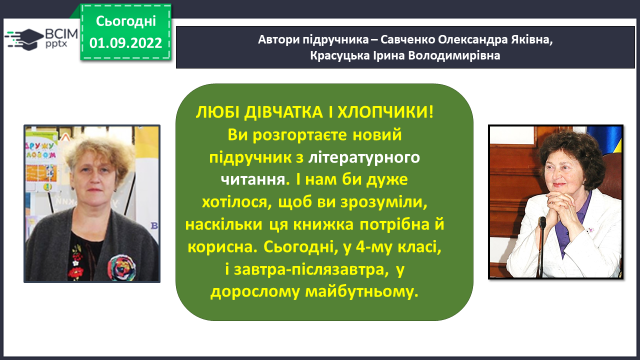 ВСІМ
pptx
Сьогодні
01.09.2022
Автори підручника – Савченко Олександра Яківна,
Красуцька Ірина Володимирівна
ЛЮБІ ДІВЧАТКА І ХЛОПЧИКИ!
Ви розгортаєте новий
підручник з літературного
читання. І нам би дуже
хотілося, щоб ви зрозуміли,
наскільки ця книжка потрібна й
корисна. Сьогодні, у 4-му класі,
і завтра-післязавтра, у
дорослому майбутньому.